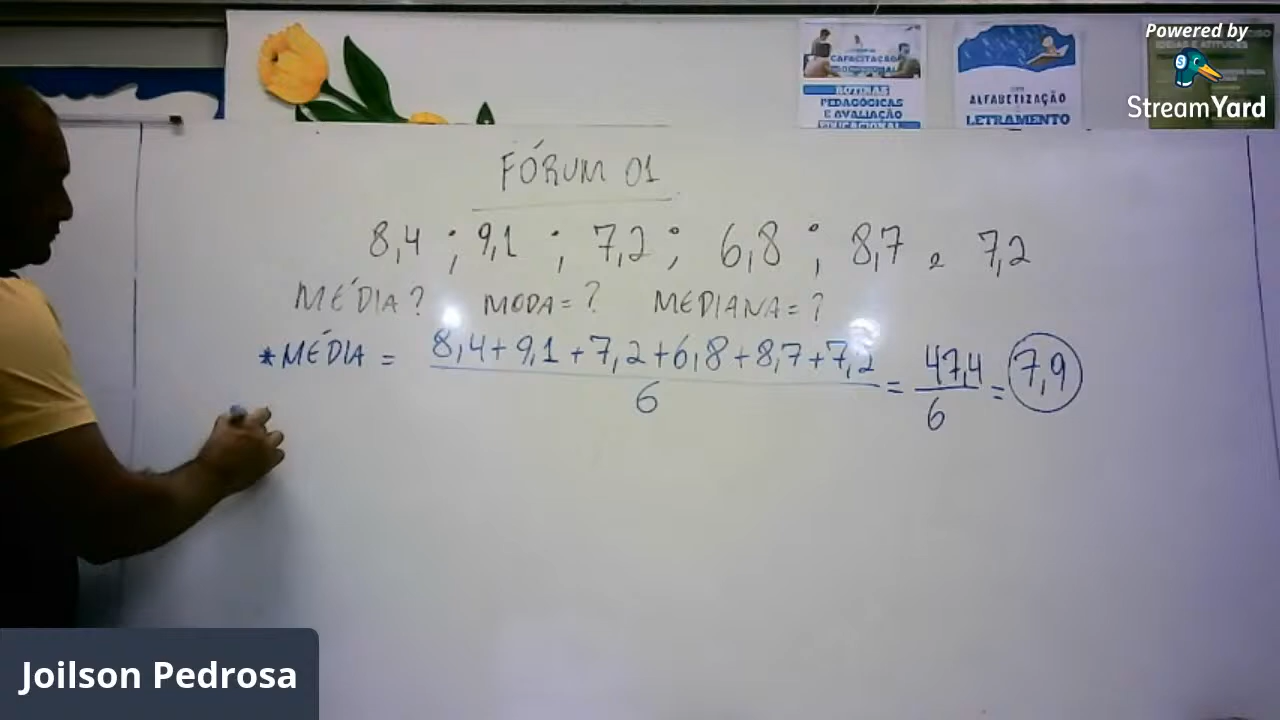 Powered by
StreamYard
CAPACITAÇÃO
ROTINAS
PEDAGÓGICAS
E AVALIAÇÃO
EDUCACIONAL
ALFABETIZAÇÃO
LETRAMENTO
FÓRUM 01
8,4 ; 9,1 ; 7,2 ; 6,8 ; 8,7 e 7,2
MÉDIA? MODA=? MEDIANA=?
*MÉDIA = 8,4+9,1+7,2+6,8+8,7+7,2 / 6 = 47,4 / 6 = 7,9
Joilson Pedrosa